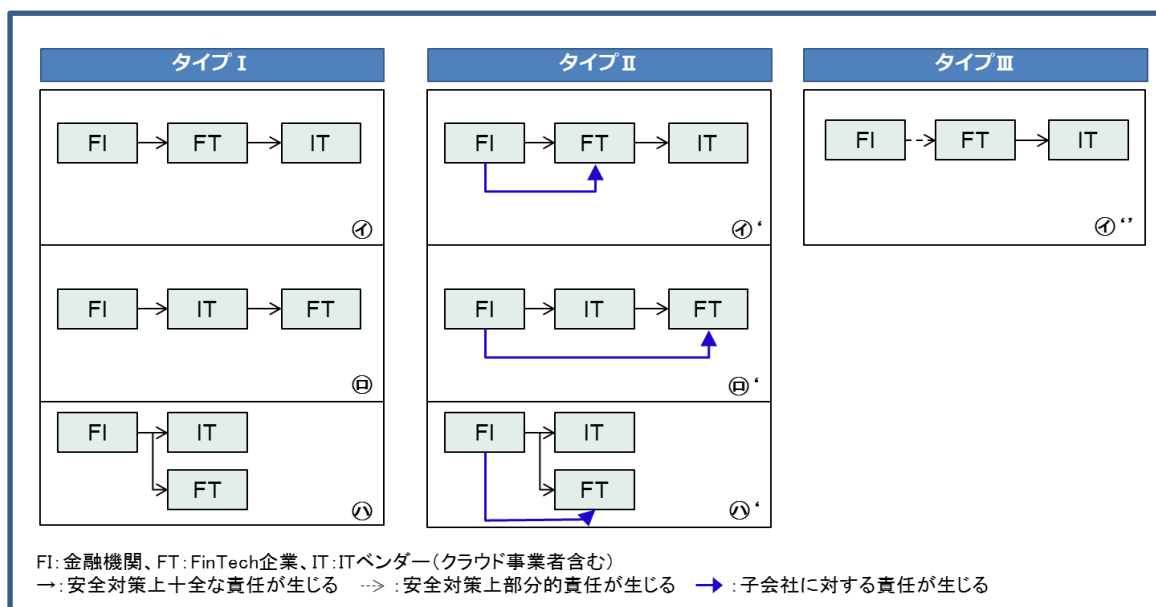 タイプⅠ
FI → FT → IT
㋑
FI → IT → FT
㋺
FI → IT
FT
㋩
タイプⅡ
FI → FT → IT
㋑‘
FI → IT → FT
㋺‘
FI → IT
FT
㋩‘
タイプⅢ
FI --> FT → IT
㋑‘’
FI:金融機関、FT:FinTech企業、IT:ITベンダー(クラウド事業者含む)
→:安全対策上十全な責任が生じる -->:安全対策上部分的責任が生じる →:子会社に対する責任が生じる